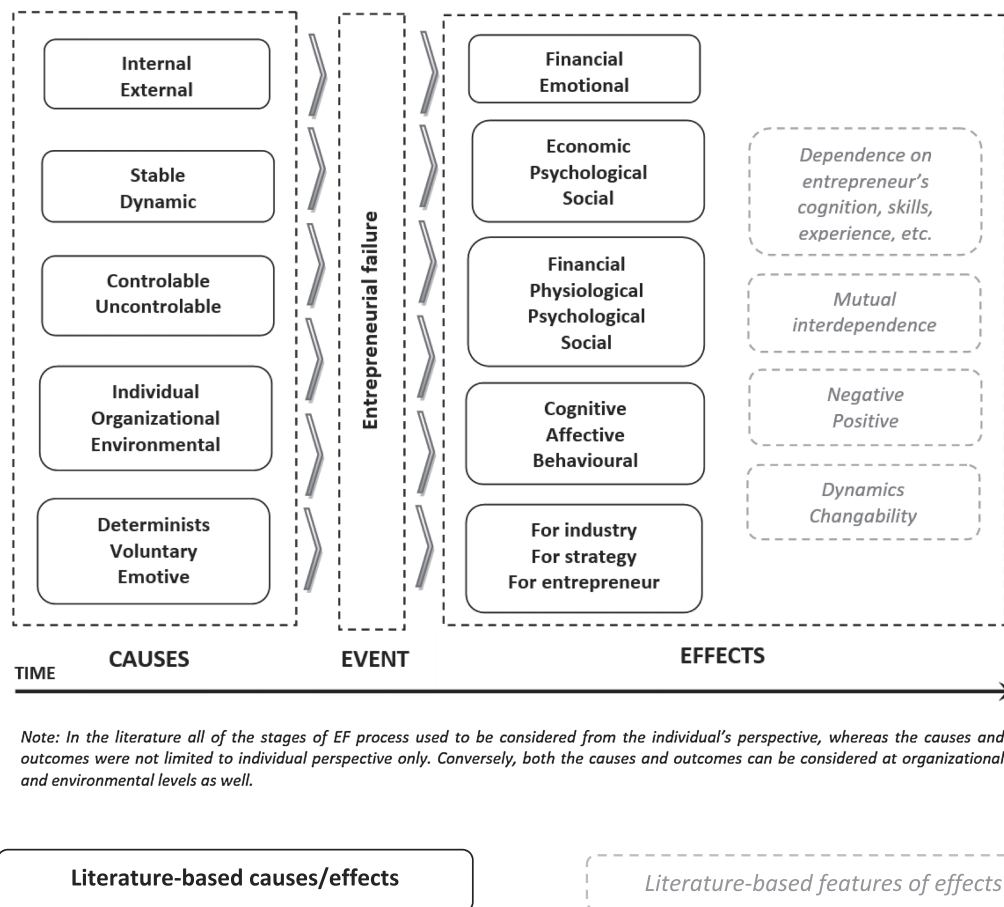 Internal
External
Stable
Dynamic
Controlable
Uncontrolable
Individual
Organizational
Environmental
Determinists
Voluntary
Emotive
Entrepreneurial failure
Financial
Emotional
Economic
Psychological
Social
Financial
Physiological
Psychological
Social
Cognitive
Affective
Behavioural
For industry
For strategy
For entrepreneur
Dependence on
entrepreneur's
cognition, skills,
experience, etc.
Mutual
interdependence
Negative
Positive
Dynamics
Changability
CAUSES
EVENT
EFFECTS
TIME
Note: In the literature all of the stages of EF process used to be considered from the individual's perspective, whereas the causes and
outcomes were not limited to individual perspective only. Conversely, both the causes and outcomes can be considered at organizational
and environmental levels as well.
Literature-based causes/effects
Literature-based features of effects